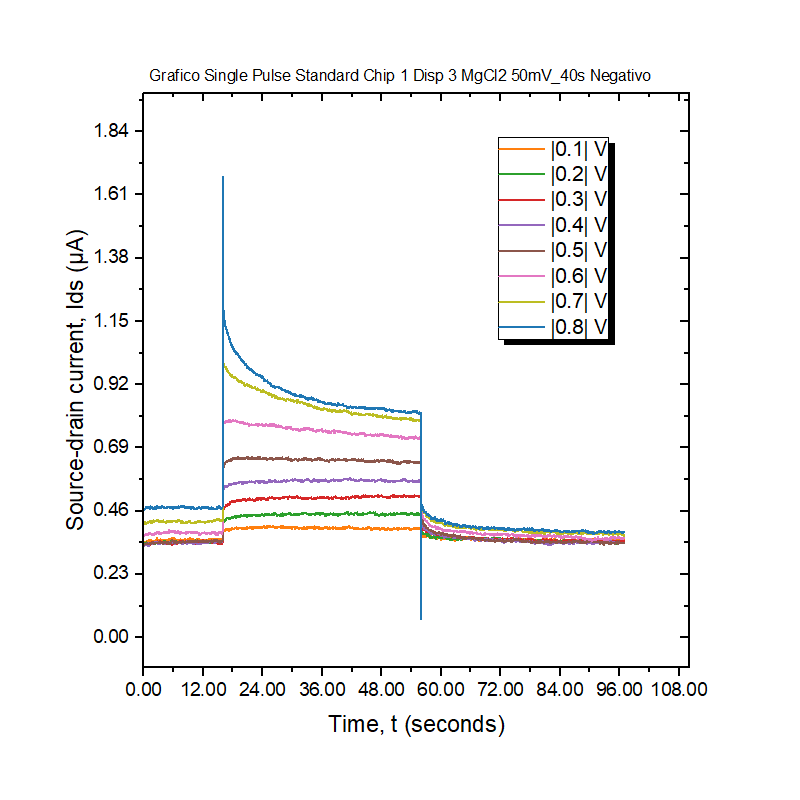 Grafico Single Pulse Standard Chip 1 Disp 3 MgCl2 50mV_40s Negativo
1.84
1.61
1.38
1.15
0.92
0.69
0.46
0.23
0.00
Source-drain current, Ids (µA)
|0.1| V
|0.2| V
|0.3| V
|0.4| V
|0.5| V
|0.6| V
|0.7| V
|0.8| V
0.00 12.00 24.00 36.00 48.00 60.00 72.00 84.00 96.00 108.00
Time, t (seconds)